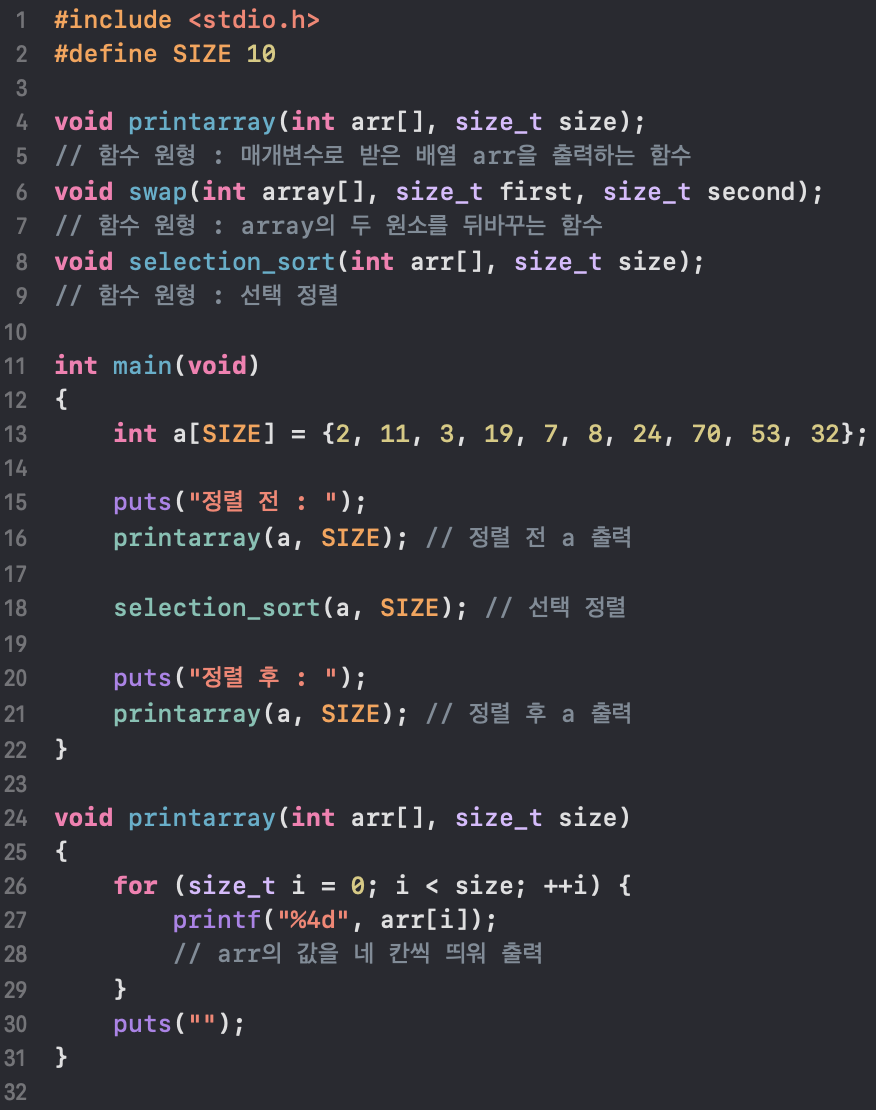 1 #include <stdio.h>
2 #define SIZE 10
3
4 void printarray(int arr[], size_t size);
5 // 함수 원형 : 매개변수로 받은 배열 arr을 출력하는 함수
6 void swap(int array[], size_t first, size_t second);
7 // 함수 원형 : array의 두 원소를 뒤바꾸는 함수
8 void selection_sort(int arr[], size_t size);
9 // 함수 원형 : 선택 정렬
10
11 int main(void)
12 {
13     int a[SIZE] = {2, 11, 3, 19, 7, 8, 24, 70, 53, 32};
14
15     puts("정렬 전 : ");
16     printarray(a, SIZE); // 정렬 전 a 출력
17
18     selection_sort(a, SIZE); // 선택 정렬
19
20     puts("정렬 후 : ");
21     printarray(a, SIZE); // 정렬 후 a 출력
22 }
23
24 void printarray(int arr[], size_t size)
25 {
26     for (size_t i = 0; i < size; ++i) {
27         printf("%4d", arr[i]);
28         // arr의 값을 네 칸씩 띄워 출력
29     }
30     puts("");
31 }
32